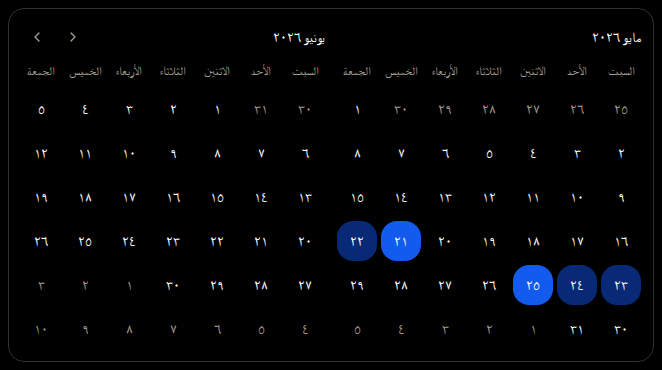 مايو ٢٠٢٦
السبت الأحد الاثنين الثلاثاء الأربعاء الخميس الجمعة
٢٥ ٢٦ ٢٧ ٢٨ ٢٩ ٣٠ ١
٢ ٣ ٤ ٥ ٦ ٧ ٨
٩ ١٠ ١١ ١٢ ١٣ ١٤ ١٥
١٦ ١٧ ١٨ ١٩ ٢٠ ٢١ ٢٢
٢٣ ٢٤ ٢٥ ٢٦ ٢٧ ٢٨ ٢٩
٣٠ ٣١ ١ ٢ ٣ ٤ ٥
يونيو ٢٠٢٦
السبت الأحد الاثنين الثلاثاء الأربعاء الخميس الجمعة
٣٠ ٣١ ١ ٢ ٣ ٤ ٥
٦ ٧ ٨ ٩ ١٠ ١١ ١٢
١٣ ١٤ ١٥ ١٦ ١٧ ١٨ ١٩
٢٠ ٢١ ٢٢ ٢٣ ٢٤ ٢٥ ٢٦
٢٧ ٢٨ ٢٩ ٣٠ ١ ٢ ٣
٤ ٥ ٦ ٧ ٨ ٩ ١٠